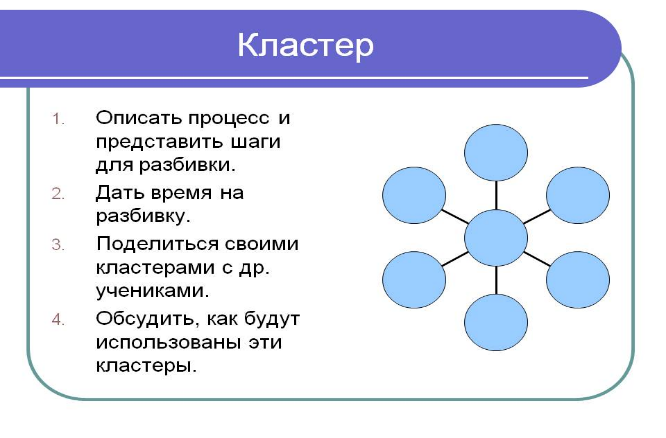 Кластер
1. Описать процесс и
представить шаги
для разбивки.
2. Дать время на
разбивку.
3. Поделиться своими
кластерами с др.
учениками.
4. Обсудить, как будут
использованы эти
кластеры.